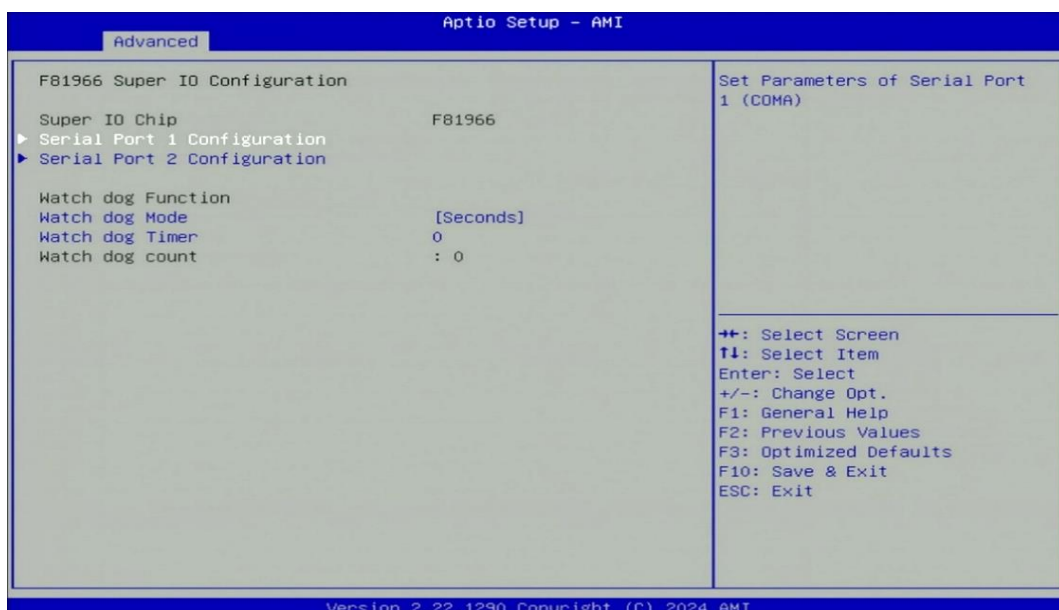 Aptio Setup - AMI
Advanced
F81966 Super IO Configuration
Super IO Chip F81966
► Serial Port 1 Configuration
► Serial Port 2 Configuration
Watch dog Function
Watch dog Mode [Seconds]
Watch dog Timer 0
Watch dog count : 0
Set Parameters of Serial Port
1 (COMA)
→←: Select Screen
↑↓: Select Item
Enter: Select
+/-: Change Opt.
F1: General Help
F2: Previous Values
F3: Optimized Defaults
F10: Save & Exit
ESC: Exit
Version 2.22.1290 Copyright (C) 2024 AMI